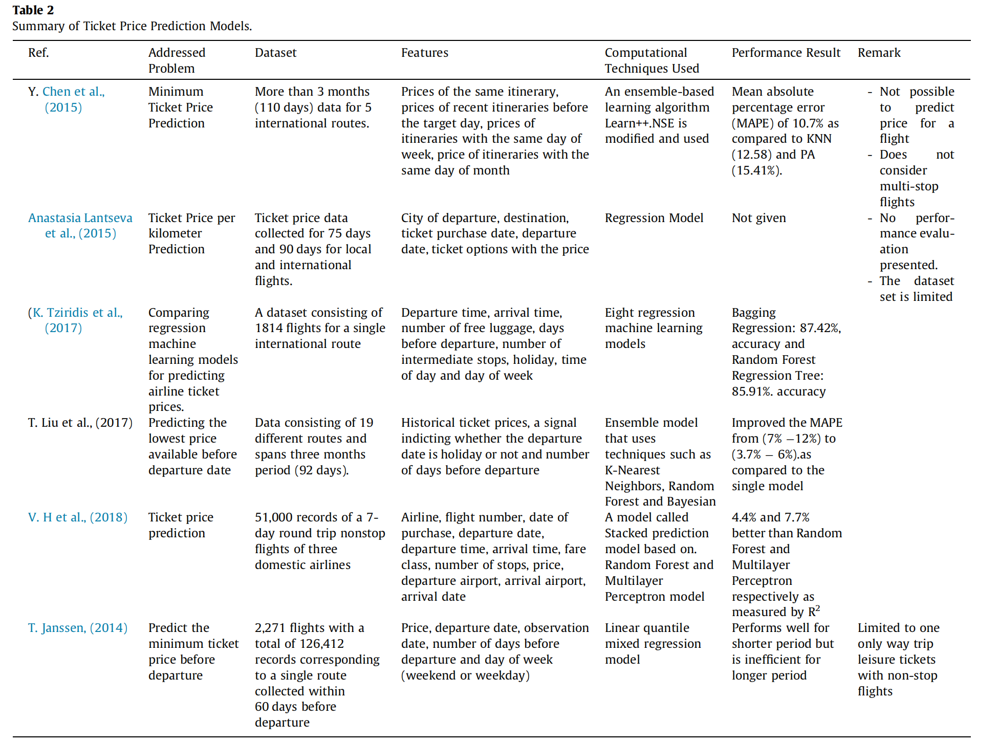 Table 2
Summary of Ticket Price Prediction Models.
Ref.
Addressed
Problem
Dataset
Features
Computational
Techniques Used
Performance Result
Remark
Y. Chen et al.,
(2015)
Minimum
Ticket Price
Prediction
More than 3 months
(110 days) data for 5
international routes.
Prices of the same itinerary,
prices of recent itineraries before
the target day, prices of
itineraries with the same day of
week, price of itineraries with the
same day of month
An ensemble-based
learning algorithm
Learn++.NSE is
modified and used
Mean absolute
percentage error
(MAPE) of 10.7% as
compared to KNN
(12.58) and PA
(15.41%).
- Not possible
to predict
price for a
flight
- Does not
consider
multi-stop
flights
Anastasia Lantseva
et al., (2015)
Ticket Price per
kilometer
Prediction
Ticket price data
collected for 75 days
and 90 days for local
and international
flights.
City of departure, destination,
ticket purchase date, departure
date, ticket options with the price
Regression Model
Not given
- No perfor-
mance evalu-
ation
presented.
- The dataset
set is limited
(K. Tziridis et al.,
(2017)
Comparing
regression
machine
learning models
for predicting
airline ticket
prices.
A dataset consisting of
1814 flights for a single
international route
Departure time, arrival time,
number of free luggage, days
before departure, number of
intermediate stops, holiday, time
of day and day of week
Eight regression
machine learning
models
Bagging
Regression: 87.42%,
accuracy and
Random Forest
Regression Tree:
85.91%. accuracy
T. Liu et al., (2017)
Predicting the
lowest price
available before
departure date
Data consisting of 19
different routes and
spans three months
period (92 days).
Historical ticket prices, a signal
indicting whether the departure
date is holiday or not and number
of days before departure
Ensemble model
that uses
techniques such as
K-Nearest
Neighbors, Random
Forest and Bayesian
Improved the MAPE
from (7% –12%) to
(3.7% – 6%).as
compared to the
single model
V. H et al., (2018)
Ticket price
prediction
51,000 records of a 7-
day round trip nonstop
flights of three
domestic airlines
Airline, flight number, date of
purchase, departure date,
departure time, arrival time, fare
class, number of stops, price,
departure airport, arrival airport,
arrival date
A model called
Stacked prediction
model based on.
Random Forest and
Multilayer
Perceptron model
4.4% and 7.7%
better than Random
Forest and
Multilayer
Perceptron
respectively as
measured by R²
T. Janssen, (2014)
Predict the
minimum ticket
price before
departure
2,271 flights with a
total of 126,412
records corresponding
to a single route
collected within
60 days before
departure
Price, departure date, observation
date, number of days before
departure and day of week
(weekend or weekday)
Linear quantile
mixed regression
model
Performs well for
shorter period but
is inefficient for
longer period
Limited to one
only way trip
leisure tickets
with non-stop
flights